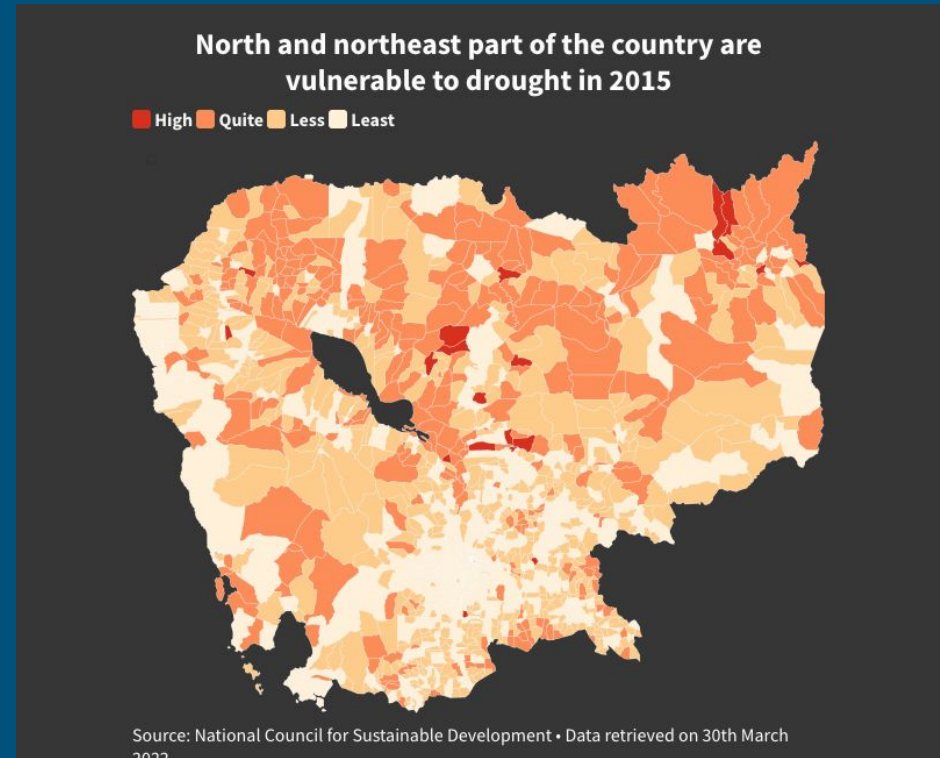 North and northeast part of the country are
vulnerable to drought in 2015
High Quite Less Least
Source: National Council for Sustainable Development • Data retrieved on 30th March